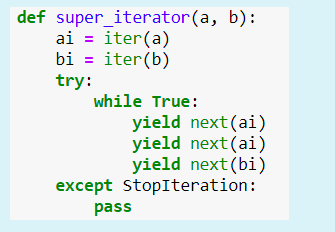 def super_iterator(a, b):
    ai = iter(a)
    bi = iter(b)
    try:
        while True:
            yield next(ai)
            yield next(ai)
            yield next(bi)
    except StopIteration:
        pass